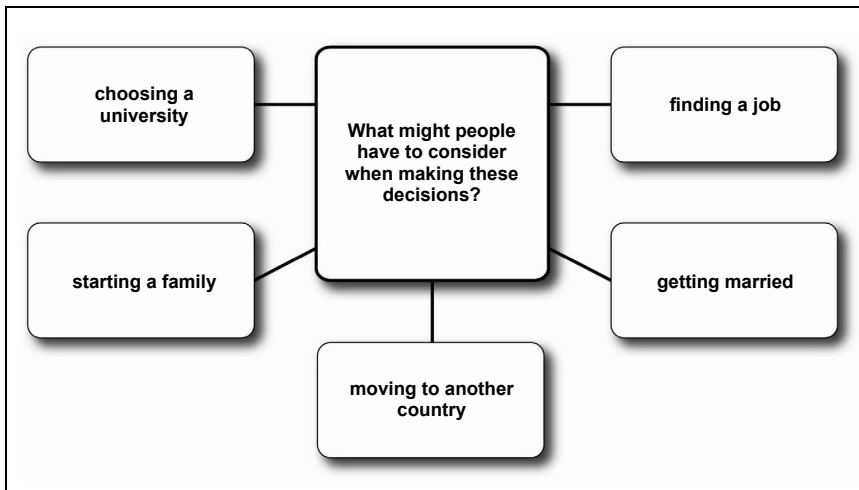 choosing a
university
What might people
have to consider
when making these
decisions?
finding a job
starting a family
getting married
moving to another
country